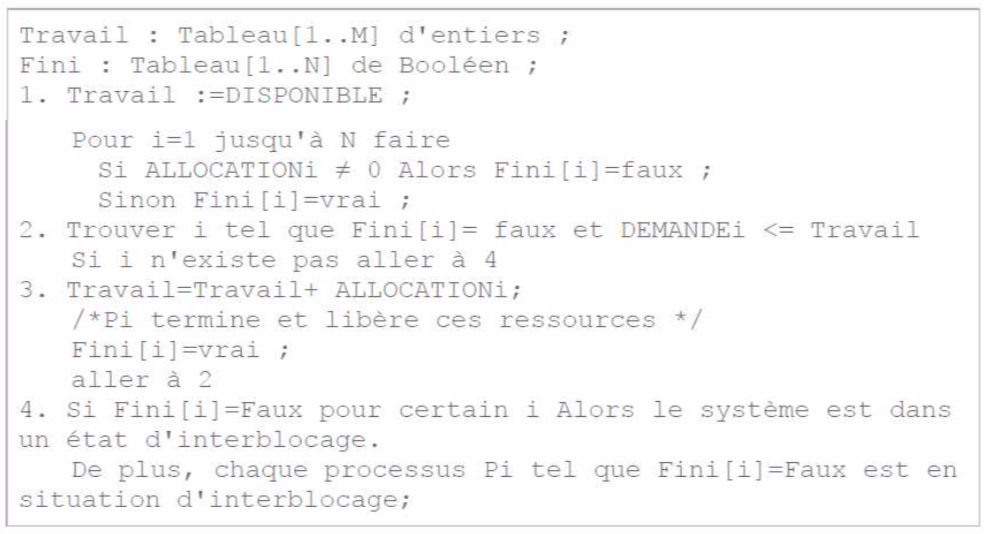 Travail : Tableau[1..M] d'entiers ;
Fini : Tableau[1..N] de Booléen ;
1. Travail :=DISPONIBLE ;
Pour i=1 jusqu'à N faire
Si ALLOCATIONi ≠ 0 Alors Fini[i]=faux ;
Sinon Fini[i]=vrai ;
2. Trouver i tel que Fini[i]= faux et DEMANDEi <= Travail
Si i n'existe pas aller à 4
3. Travail=Travail+ ALLOCATIONi;
/*Pi termine et libère ces ressources */
Fini[i]=vrai ;
aller à 2
4. Si Fini[i]=Faux pour certain i Alors le système est dans
un état d'interblocage.
De plus, chaque processus Pi tel que Fini[i]=Faux est en
situation d'interblocage;